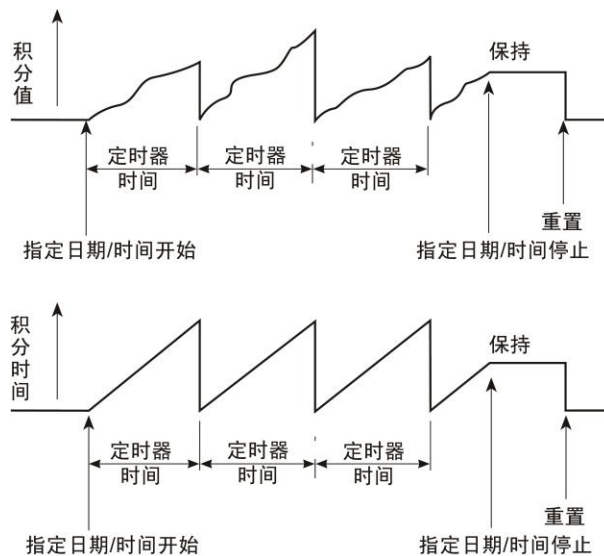 积分值
保持
定时器时间
定时器时间
定时器时间
重置
指定日期/时间开始
指定日期/时间停止
积分时间
保持
定时器时间
定时器时间
定时器时间
重置
指定日期/时间开始
指定日期/时间停止